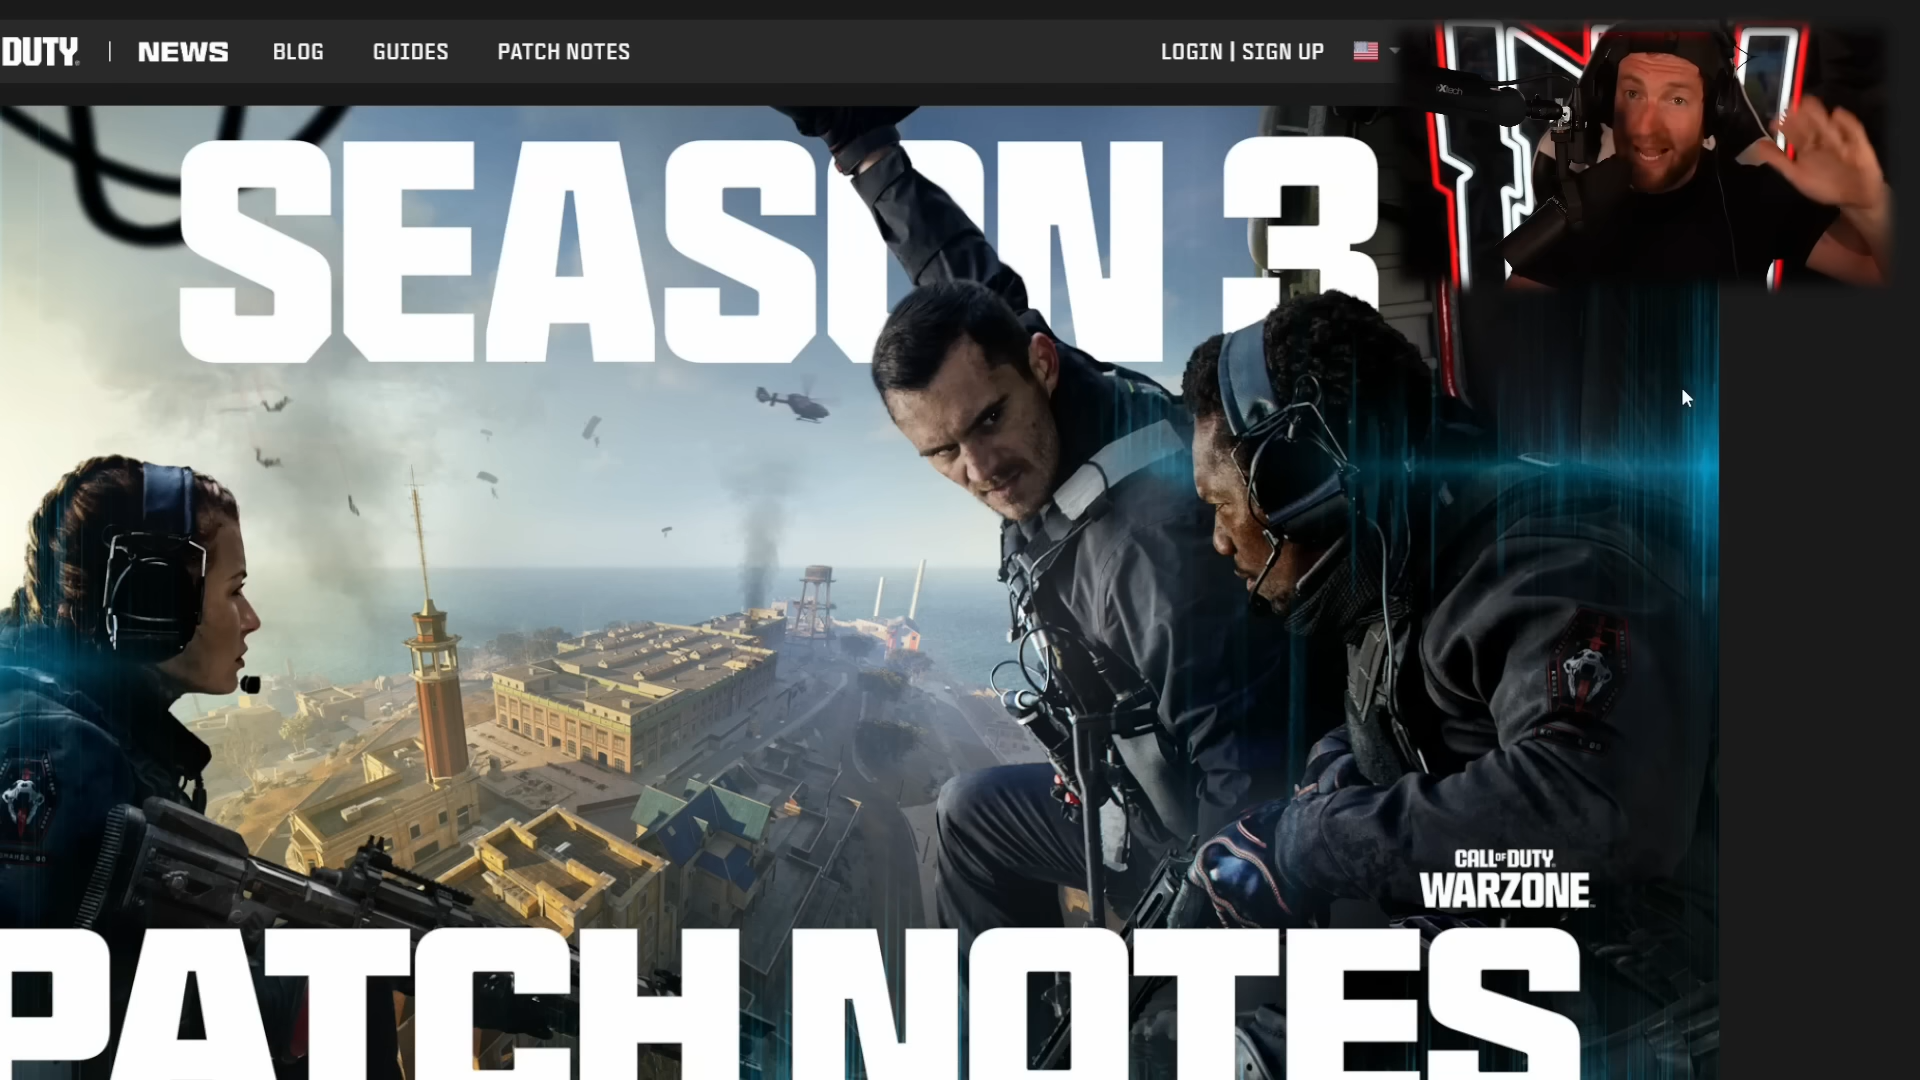 DUTY | NEWS BLOG GUIDES PATCH NOTES LOGIN | SIGN UP
SEASON 3
CALL OF DUTY
WARZONE
PATCH NOTES